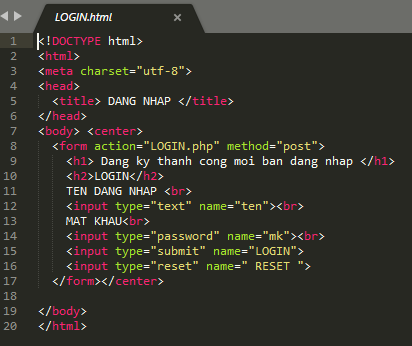 LOGIN.html
1 <!DOCTYPE html>
2 <html>
3 <meta charset="utf-8">
4 <head>
5 <title> DANG NHAP </title>
6 </head>
7 <body> <center>
8 <form action="LOGIN.php" method="post">
9 <h1> Dang ky thanh cong moi ban dang nhap </h1>
10 <h2>LOGIN</h2>
11 TEN DANG NHAP <br>
12 <input type="text" name="ten"><br>
13 MAT KHAU<br>
14 <input type="password" name="mk"><br>
15 <input type="submit" name="LOGIN">
16 <input type="reset" name=" RESET ">
17 </form></center>
18
19 </body>
20 </html>